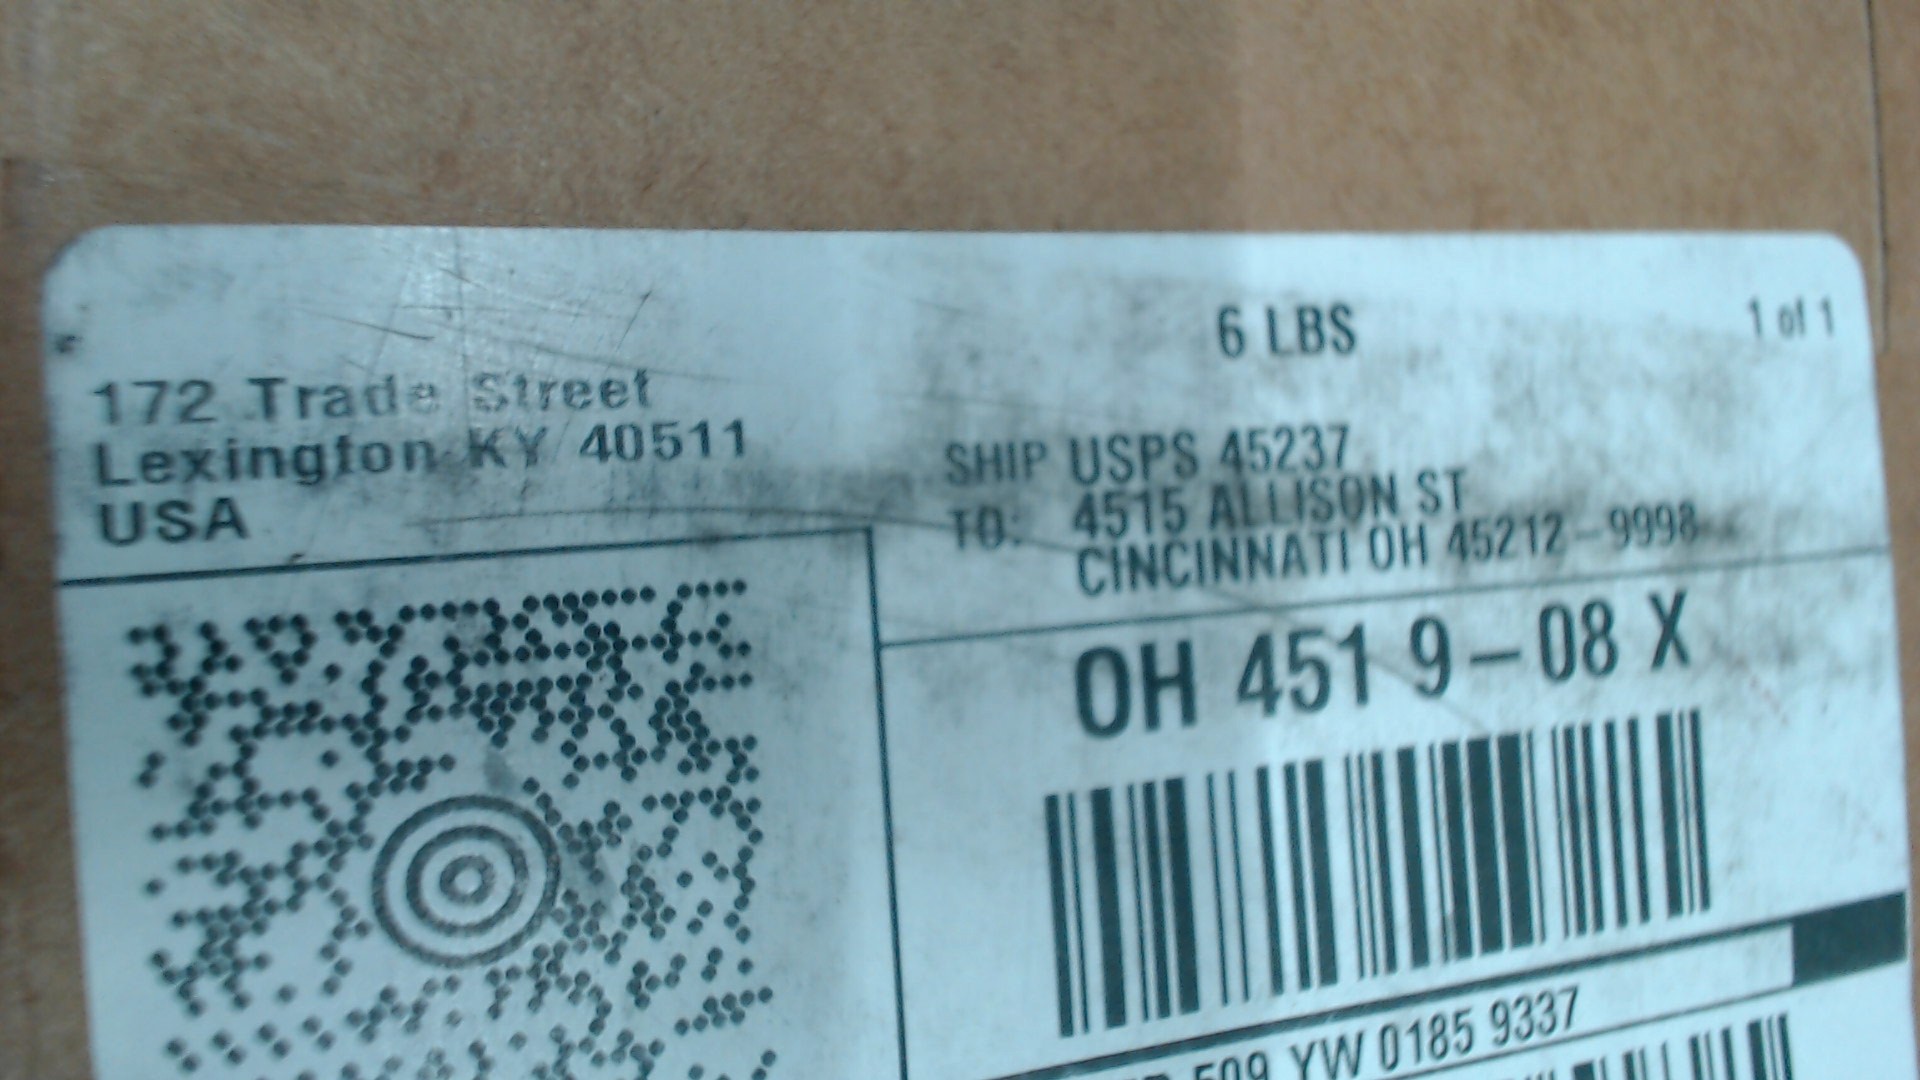 6 LBS
1 of 1
172 Trade Street
Lexington KY 40511
USA
SHIP
TO:
USPS 45237
4515 ALLISON ST
CINCINNATI OH 45212-9998
OH 451 9-08 X
509 YW 0185 9337